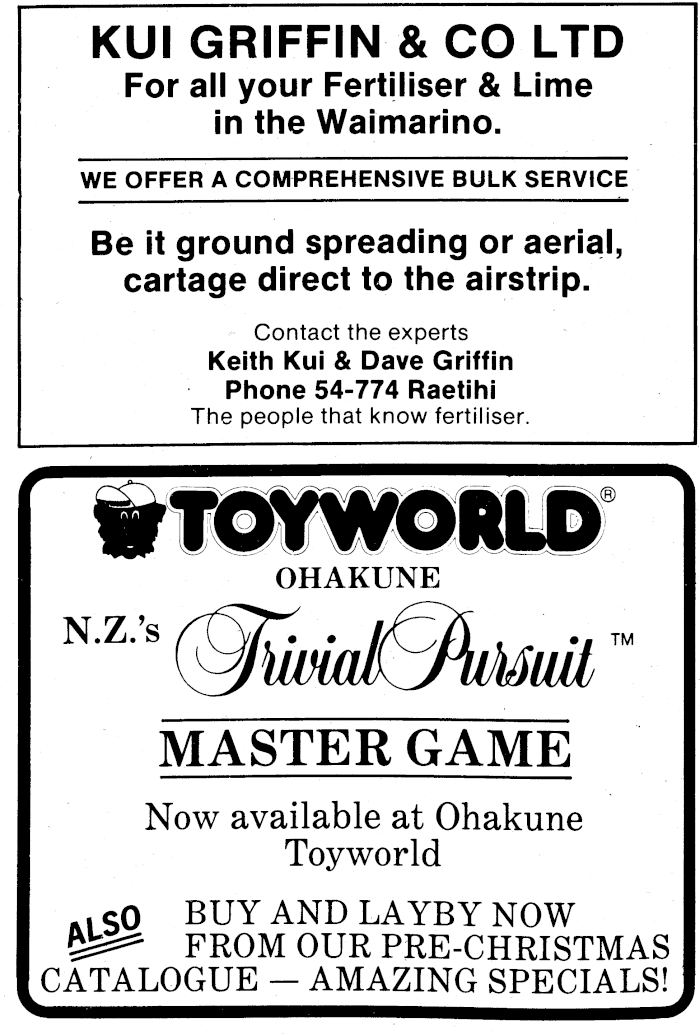 KUI GRIFFIN & CO LTD
For all your Fertiliser & Lime
in the Waimarino.
WE OFFER A COMPREHENSIVE BULK SERVICE
Be it ground spreading or aerial,
cartage direct to the airstrip.
Contact the experts
Keith Kui & Dave Griffin
Phone 54-774 Raetihi
The people that know fertiliser.
TOYWORLD®
OHAKUNE
N.Z.'s Trivial Pursuit ™
MASTER GAME
Now available at Ohakune
Toyworld
ALSO BUY AND LAYBY NOW
FROM OUR PRE-CHRISTMAS
CATALOGUE — AMAZING SPECIALS!